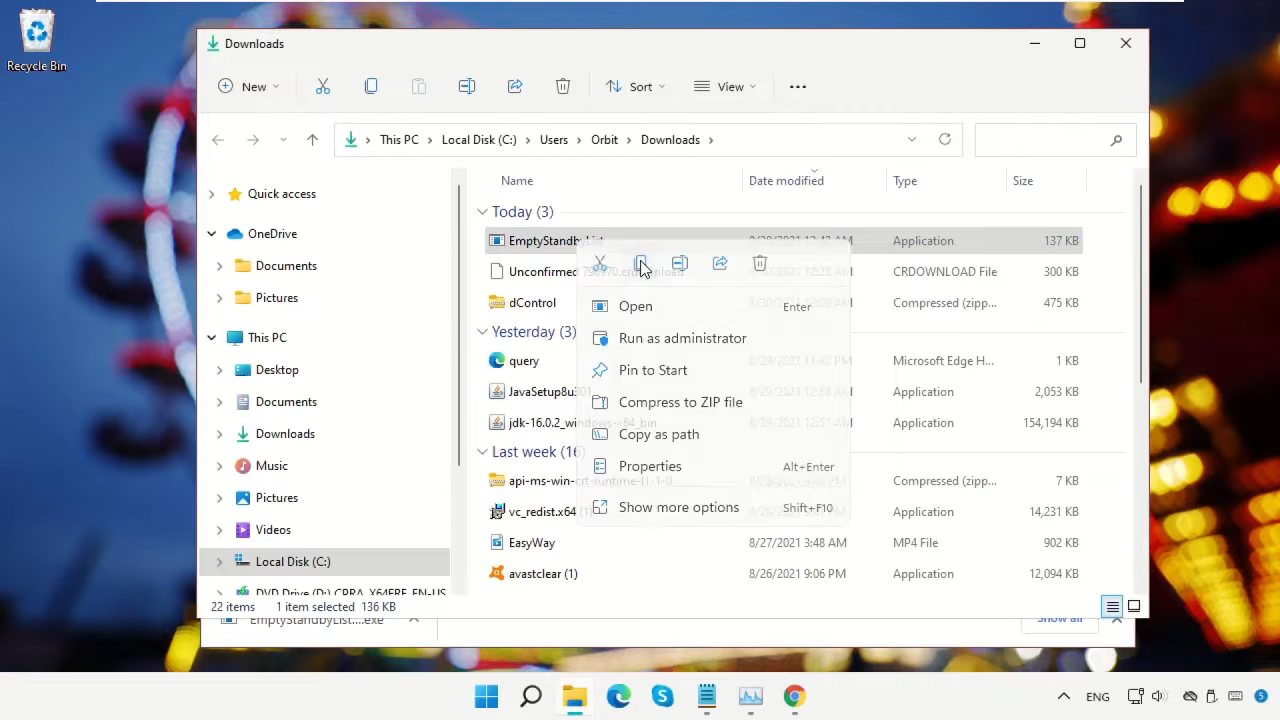 Recycle Bin
Downloads
New
Sort
View
This PC
Local Disk (C:)
Users
Orbit
Downloads
Name
Date modified
Type
Size
Quick access
OneDrive
Documents
Pictures
This PC
Desktop
Documents
Downloads
Music
Pictures
Videos
Local Disk (C:)
DVD Drive (D:) CPRA_X64FRE_EN-US
Today (3)
EmptyStandbyList Application 137 KB
Unconfirmed CRDOWNLOAD File 300 KB
dControl Compressed (zipp... 475 KB
Yesterday (3)
query Microsoft Edge H... 1 KB
JavaSetup8u301 Application 2,053 KB
jdk-16.0.2_windows-x64_bin Application 154,194 KB
Last week (16)
api-ms-win-crt-runtime-l1-1-0 Compressed (zipp... 7 KB
vc_redist.x64 (1) Application 14,231 KB
EasyWay 8/27/2021 3:48 AM MP4 File 902 KB
avastclear (1) 8/26/2021 9:06 PM Application 12,094 KB
Open Enter
Run as administrator
Pin to Start
Compress to ZIP file
Copy as path
Properties Alt+Enter
Show more options Shift+F10
22 items 1 item selected 136 KB
EmptyStandbyList....exe
Show all
ENG
5